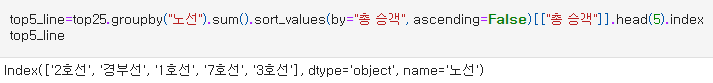 top5_line=top25.groupby("노선").sum().sort_values(by="총 승객", ascending=False)[["총 승객"]].head(5).index
top5_line
Index(['2호선', '경부선', '1호선', '7호선', '3호선'], dtype='object', name='노선')